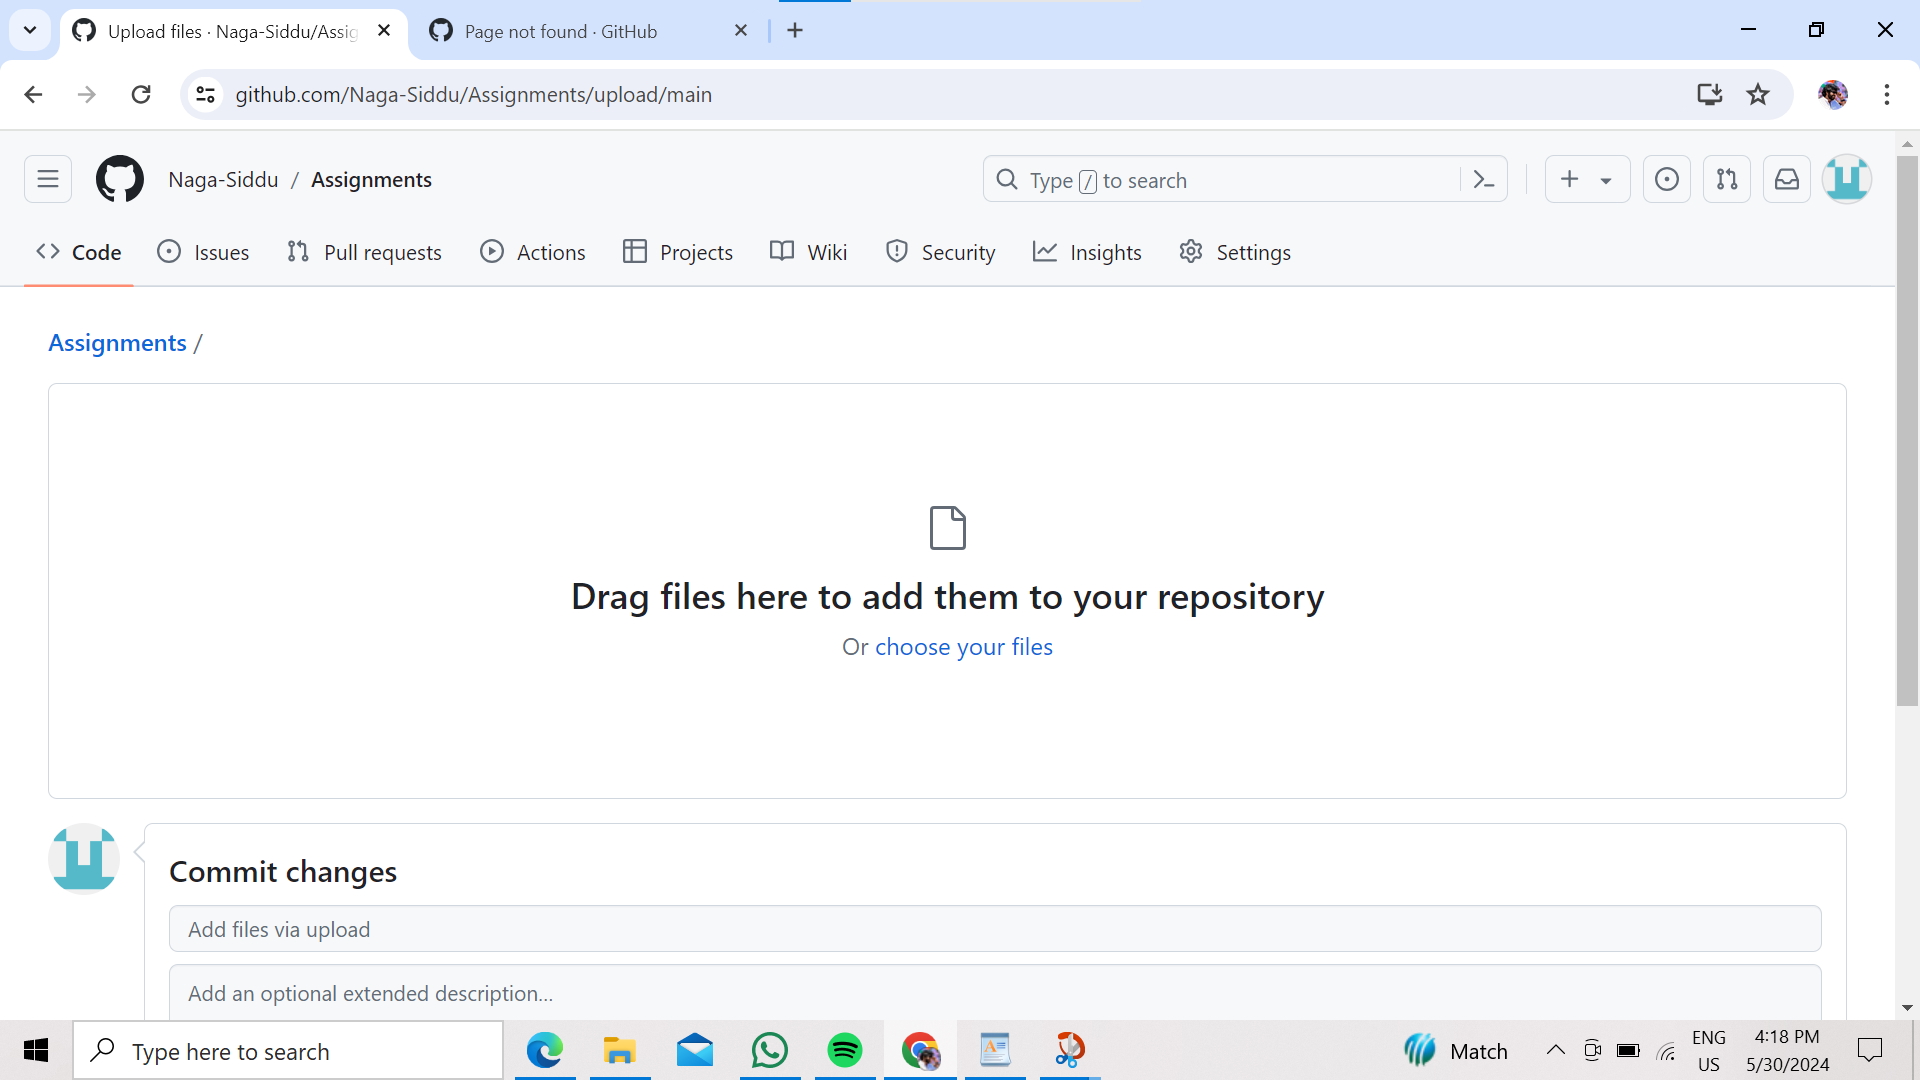 Upload files · Naga-Siddu/Assig
Page not found · GitHub
github.com/Naga-Siddu/Assignments/upload/main
Naga-Siddu / Assignments
Type / to search
Code
Issues
Pull requests
Actions
Projects
Wiki
Security
Insights
Settings
Assignments /
Drag files here to add them to your repository
Or choose your files
Commit changes
Add files via upload
Add an optional extended description...
Type here to search
Match
ENG
US
4:18 PM
5/30/2024